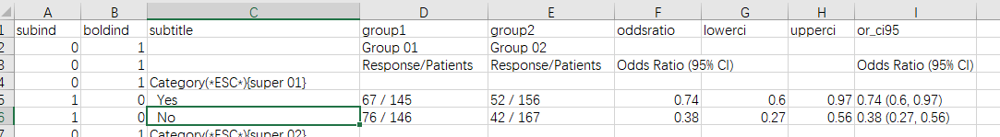 A B C D E F G H I
1 subind boldind subtitle group1 group2 oddsratio lowerci upperci or_ci95
2 0 1 Group 01 Group 02
3 0 1 Response/Patients Response/Patients Odds Ratio (95% CI) Odds Ratio (95% CI)
4 0 1 Category(*ESC*){super 01}
5 1 0 Yes 67 / 145 52 / 156 0.74 0.6 0.97 0.74 (0.6, 0.97)
6 1 0 No 76 / 146 42 / 167 0.38 0.27 0.56 0.38 (0.27, 0.56)
7 0 1 Category(*ESC*){super 02}